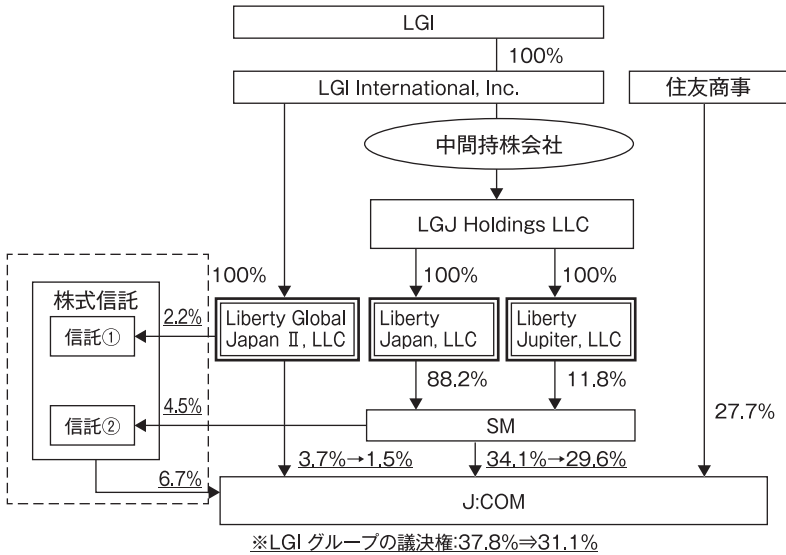 LGI
100%
LGI International, Inc.
住友商事
中間持株会社
LGJ Holdings LLC
100%
100%
100%
株式信託
信託①
2.2%
Liberty Global
Japan Ⅱ, LLC
Liberty
Japan, LLC
Liberty
Jupiter, LLC
88.2%
11.8%
信託②
4.5%
SM
27.7%
3.7%→1.5%
34.1%→29.6%
6.7%
J:COM
※LGI グループの議決権:37.8%⇒31.1%